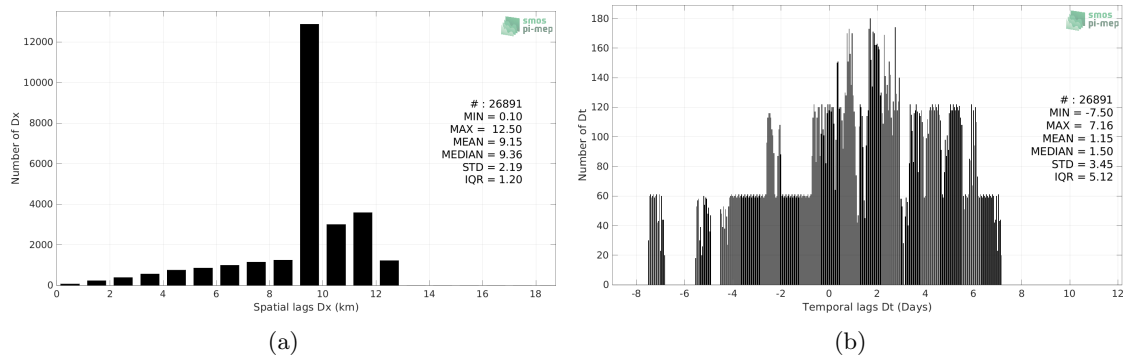 smos
pi-mep
12000
10000
8000
6000
4000
2000
0
Number of Dx
# : 26891
MIN = 0.10
MAX = 12.50
MEAN = 9.15
MEDIAN = 9.36
STD = 2.19
IQR = 1.20
0 2 4 6 8 10 12 14 16 18
Spatial lags Dx (km)
(a)
smos
pi-mep
180
160
140
120
100
80
60
40
20
0
Number of Dt
# : 26891
MIN = -7.50
MAX = 7.16
MEAN = 1.15
MEDIAN = 1.50
STD = 3.45
IQR = 5.12
-8 -6 -4 -2 0 2 4 6 8 10 12
Temporal lags Dt (Days)
(b)